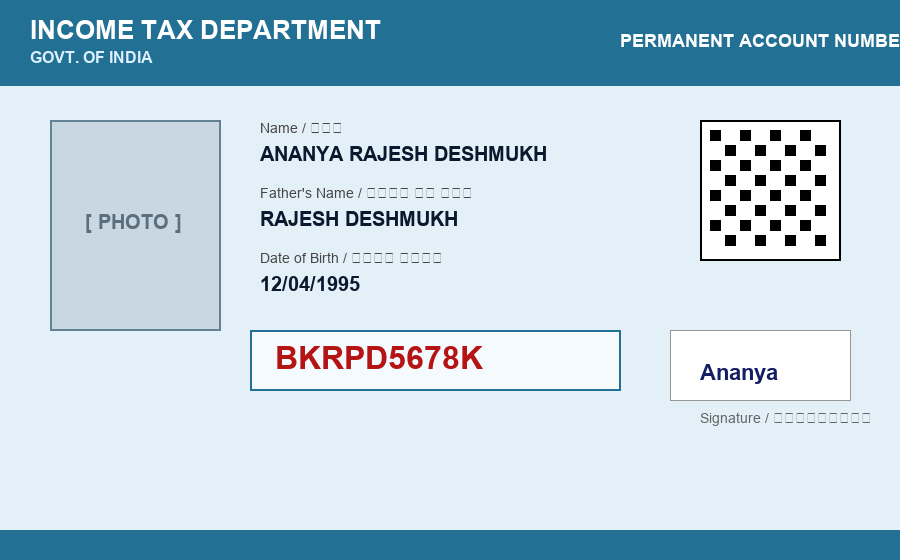 INCOME TAX DEPARTMENT
GOVT. OF INDIA
PERMANENT ACCOUNT NUMBE
[ PHOTO ]
Name /
ANANYA RAJESH DESHMUKH
Father's Name /
RAJESH DESHMUKH
Date of Birth /
12/04/1995
BKRPD5678K
Ananya
Signature /